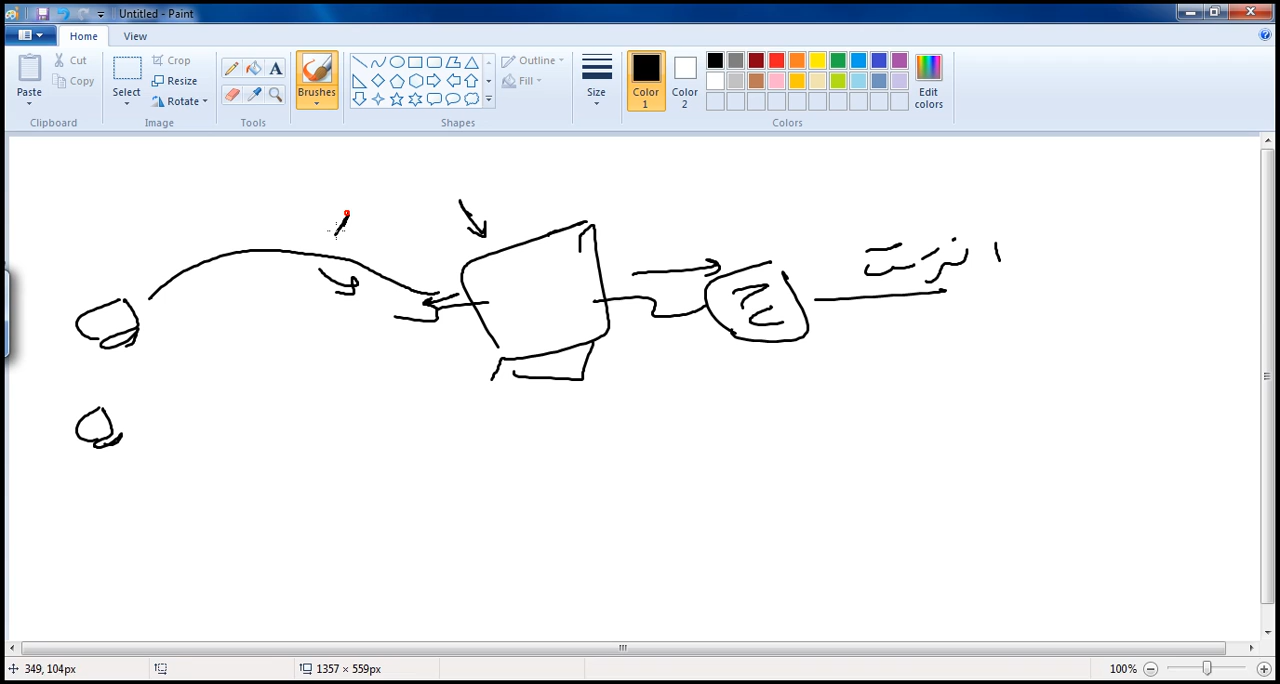 Untitled - Paint
Home
View
Paste
Cut
Copy
Clipboard
Select
Crop
Resize
Rotate
Image
Tools
Brushes
Shapes
Outline
Fill
Size
Color 1
Color 2
Edit colors
Colors
انترنت
349, 104px
1357 × 559px
100%